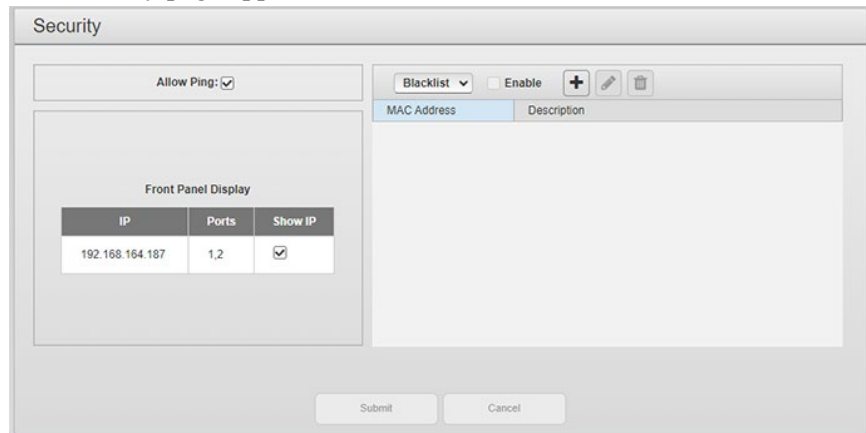 Security
Allow Ping:
Blacklist
Enable
MAC Address
Description
Front Panel Display
IP Ports Show IP
192.168.164.187 1,2
Submit
Cancel